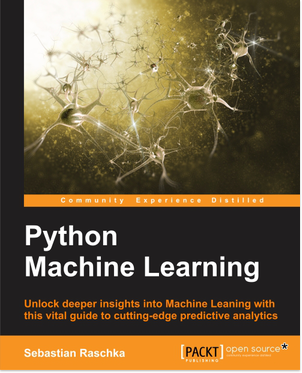 Community Experience Distilled
Python
Machine Learning
Unlock deeper insights into Machine Leaning with
this vital guide to cutting-edge predictive analytics
Sebastian Raschka
[PACKT] open source*
PUBLISHING